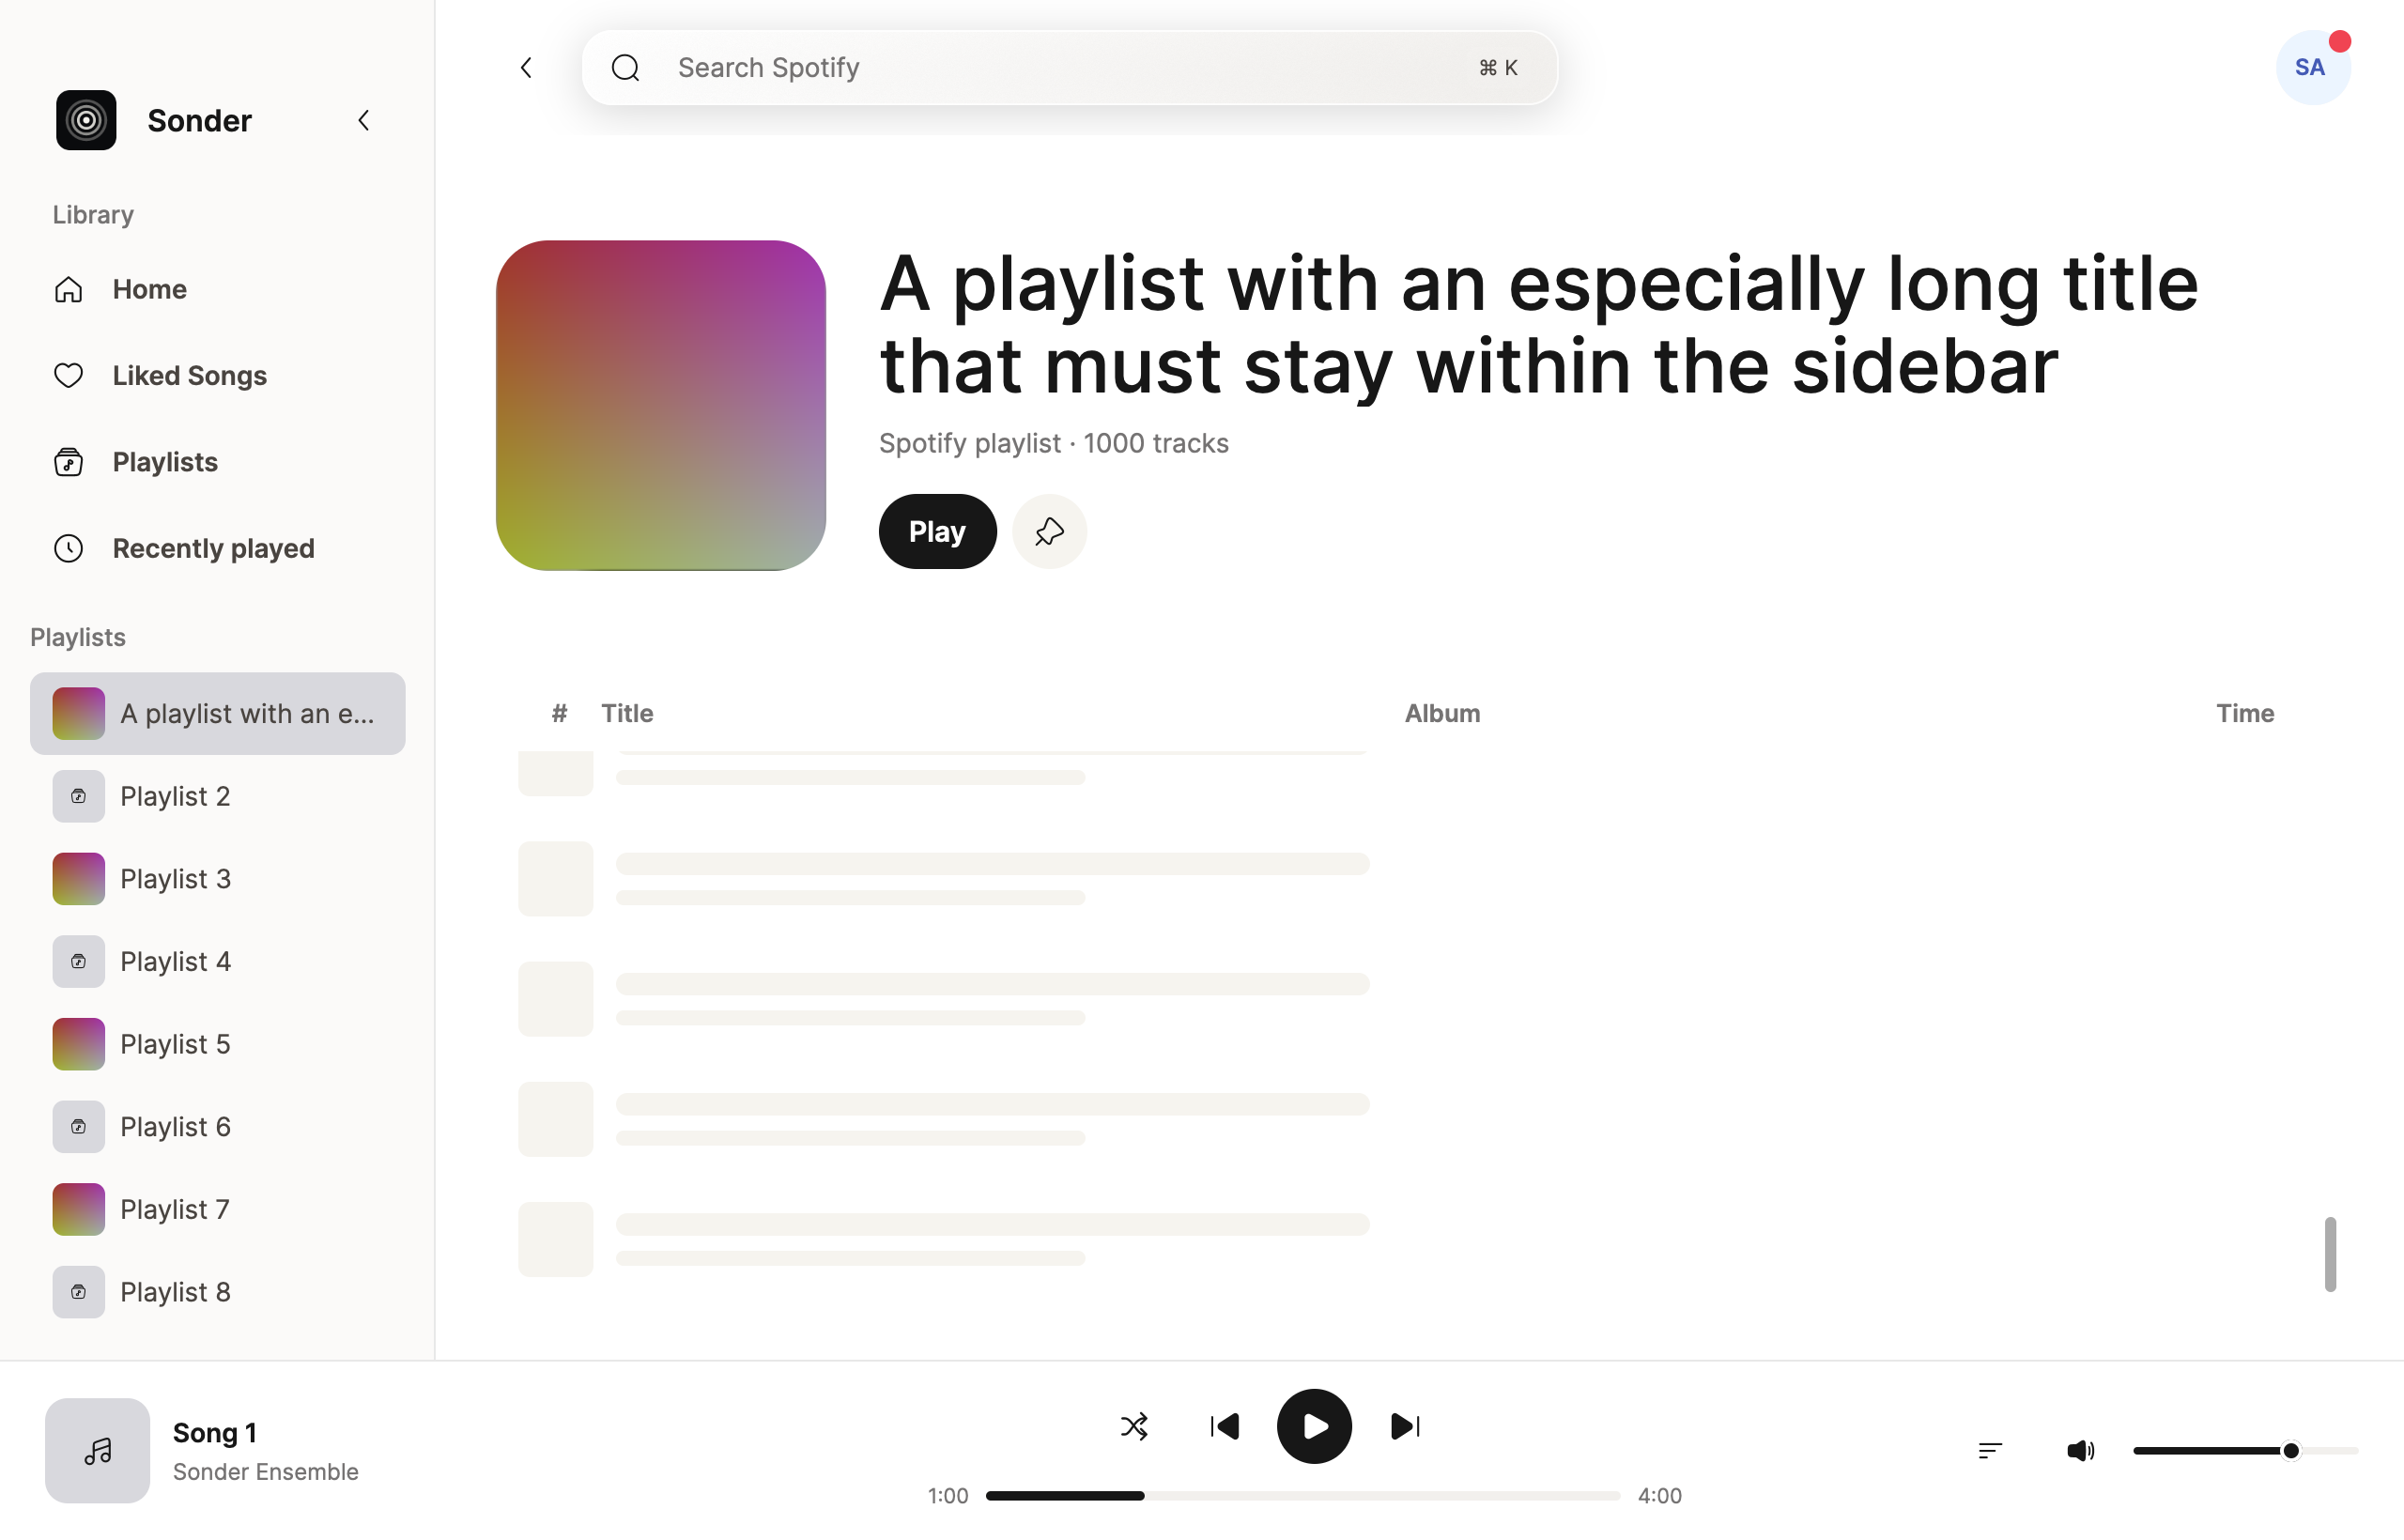 Search Spotify
⌘ K
SA
Sonder
Library
Home
Liked Songs
Playlists
Recently played
Playlists
A playlist with an e...
Playlist 2
Playlist 3
Playlist 4
Playlist 5
Playlist 6
Playlist 7
Playlist 8
A playlist with an especially long title
that must stay within the sidebar
Spotify playlist · 1000 tracks
Play
# Title Album Time
Song 1
Sonder Ensemble
1:00
4:00